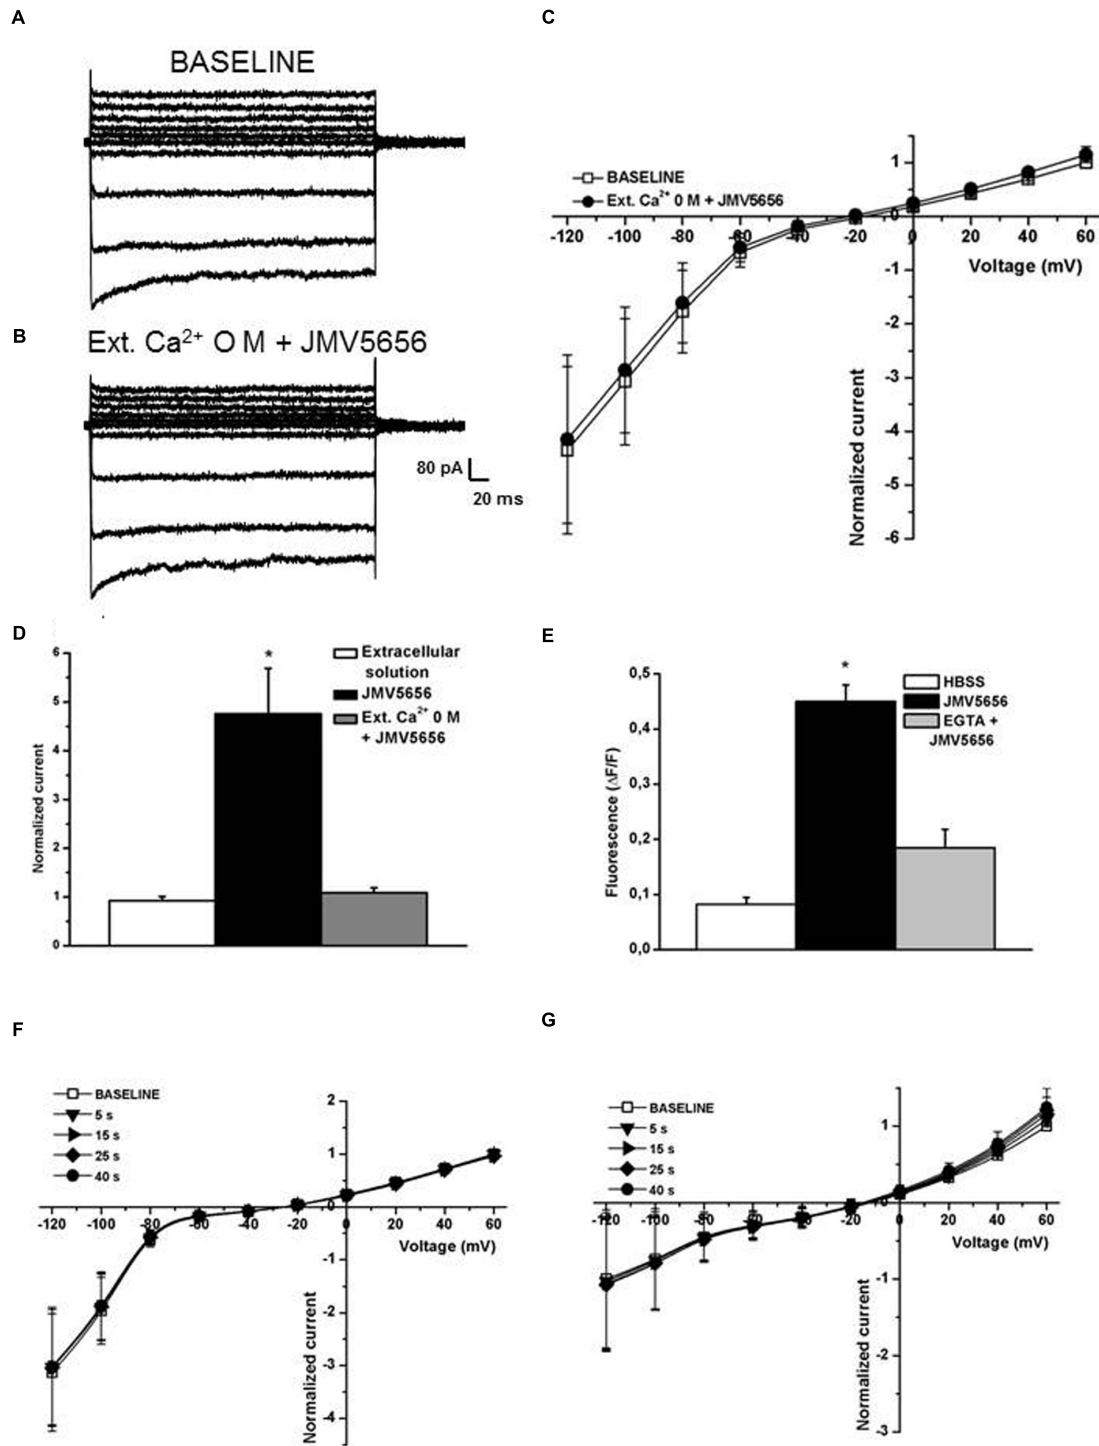 A
BASELINE
B
Ext. Ca²⁺ O M + JMV5656
80 pA
20 ms
C
BASELINE
Ext. Ca²⁺ 0 M + JMV5656
1
-120 -100 -80 -60 -40 -20 0 20 40 60
-1
-2
-3
-4
-5
-6
Voltage (mV)
Normalized current
D
6
5
4
3
2
1
0
Normalized current
*
Extracellular
solution
JMV5656
Ext. Ca²⁺ 0 M
+ JMV5656
E
0,5
0,4
0,3
0,2
0,1
0,0
Fluorescence (ΔF/F)
*
HBSS
JMV5656
EGTA +
JMV5656
F
BASELINE
5 s
15 s
25 s
40 s
2
1
0
-120 -100 -80 -60 -40 -20 0 20 40 60
-1
-2
-3
-4
Voltage (mV)
Normalized current
G
BASELINE
5 s
15 s
25 s
40 s
1
0
-120 -100 -80 -60 -40 -20 0 20 40 60
-1
-2
-3
Voltage (mV)
Normalized current